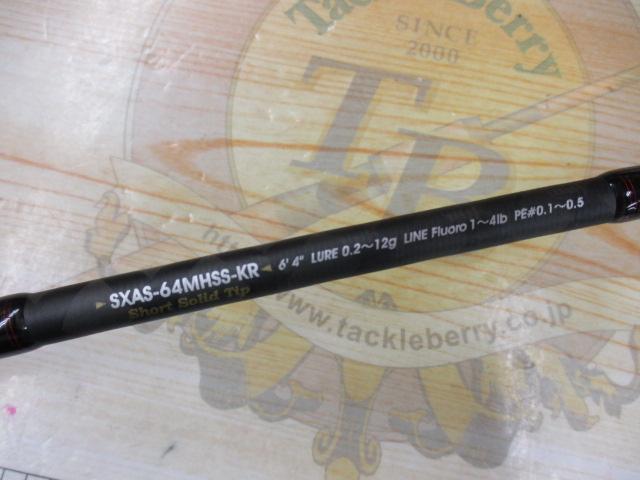 TackleBerry
SINCE
2000
TB
SXAS-64MHSS-KR 6'4" LURE 0.2~12g LINE Fluoro 1~4lb PE#0.1~0.5
Short Solid Tip
www.tackleberry.co.jp